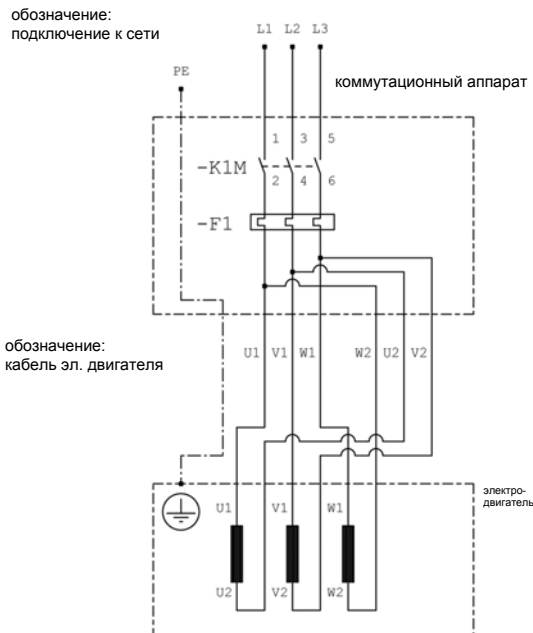 обозначение:
подключение к сети
L1 L2 L3
PE
коммутационный аппарат
1 3 5
-K1M
2 4 6
-F1
обозначение:
кабель эл. двигателя
U1 V1 W1 W2 U2 V2
электро-
двигатель
U1 V1 W1
U2 V2 W2